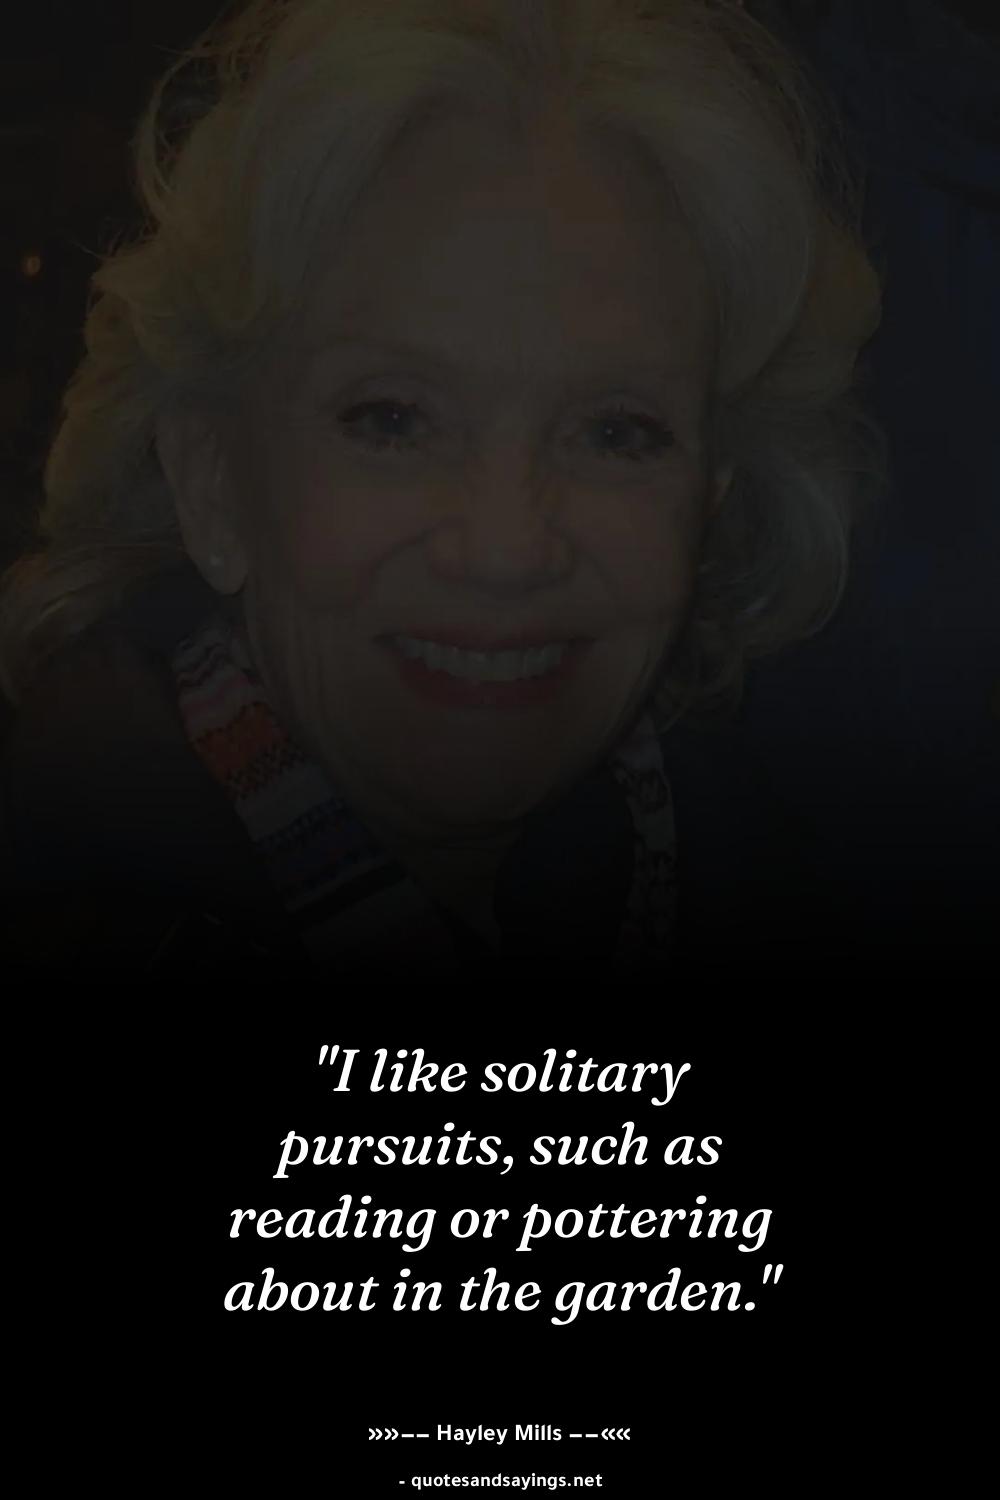 "I like solitary
pursuits, such as
reading or pottering
about in the garden."
»»–– Hayley Mills ––««
- quotesandsayings.net